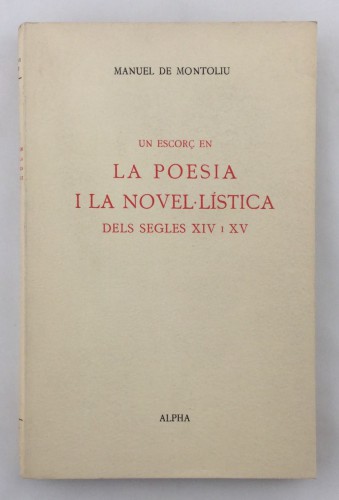 MANUEL DE MONTOLIU
UN ESCORÇ EN
LA POESIA
I LA NOVEL·LÍSTICA
DELS SEGLES XIV I XV
ALPHA